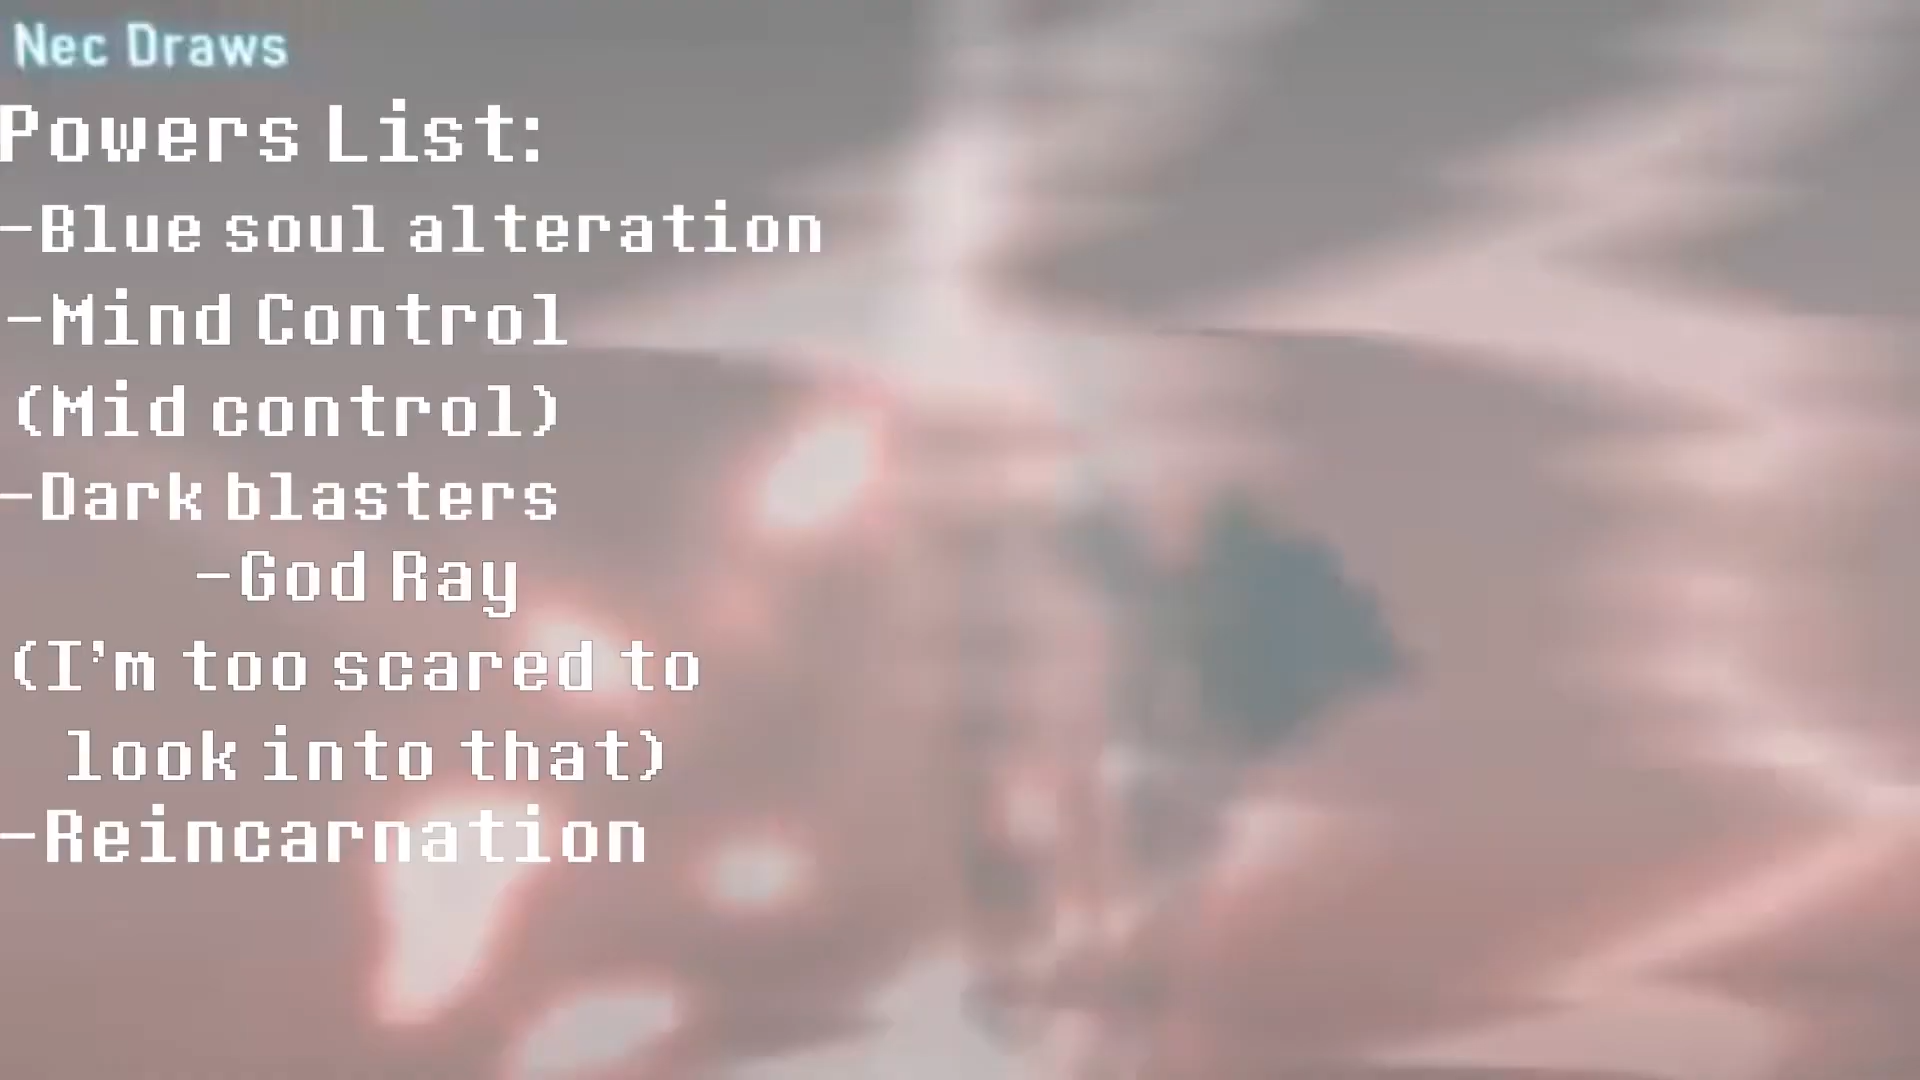 Nec Draws
Powers List:
-Blue soul alteration
-Mind Control
(Mid control)
-Dark blasters
-God Ray
(I'm too scared to
look into that)
-Reincarnation